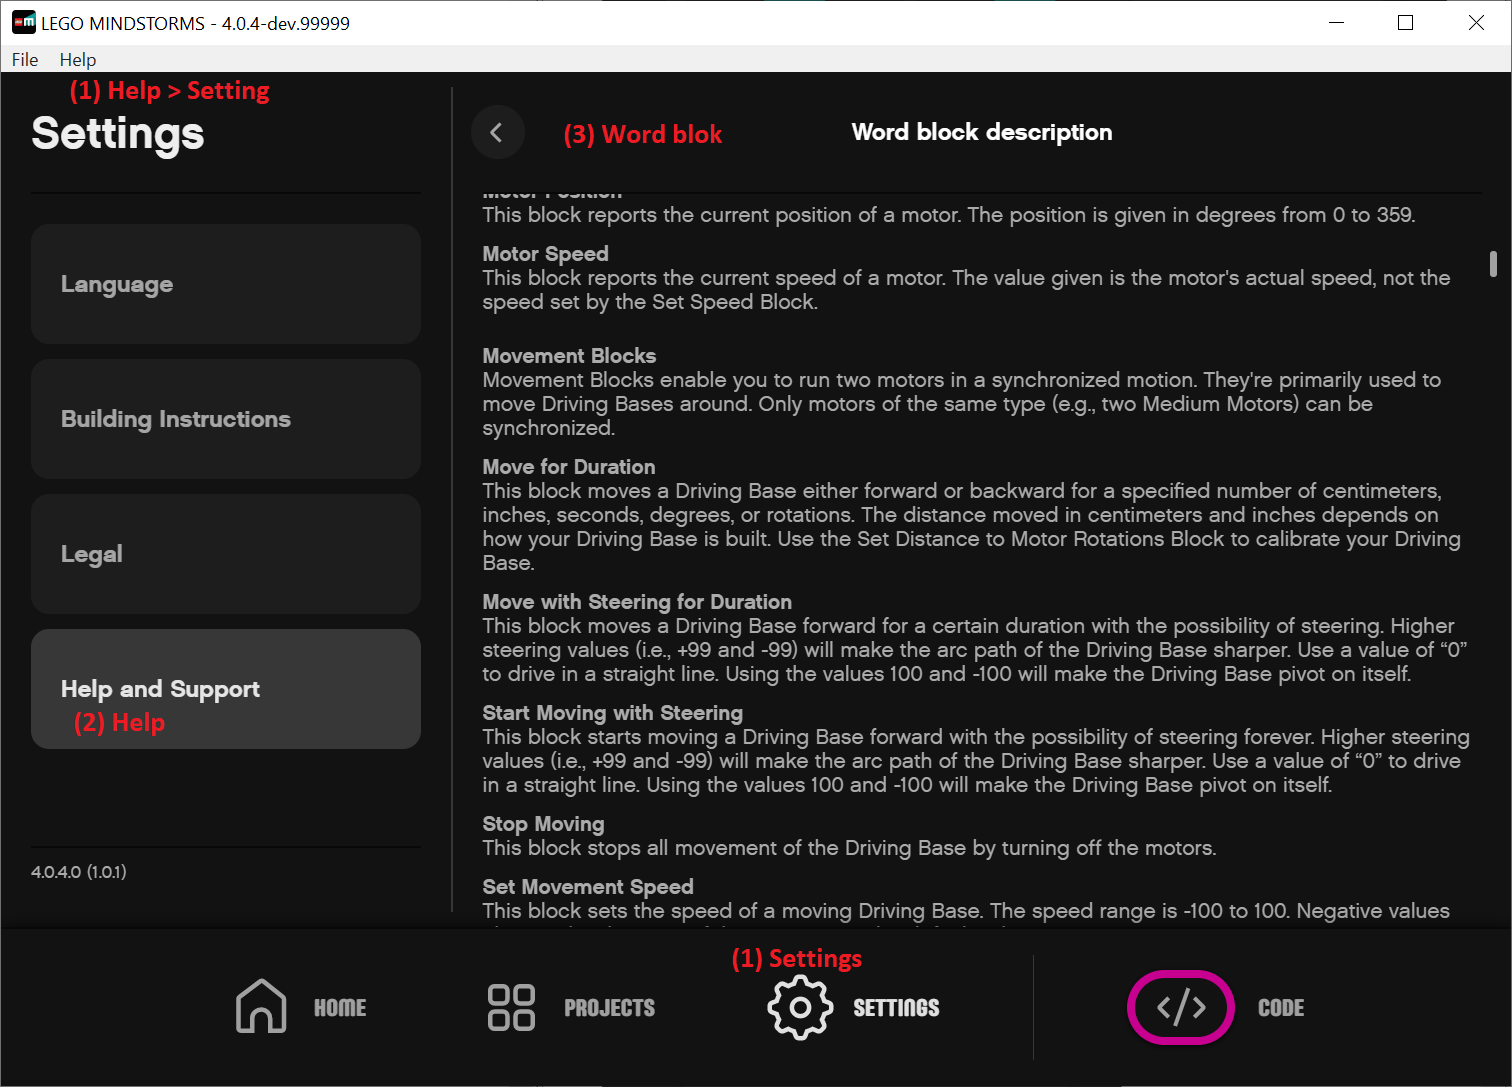 LEGO MINDSTORMS - 4.0.4-dev.99999
File Help
(1) Help > Setting
Settings
(3) Word blok
Word block description
Language
Building Instructions
Legal
Help and Support
(2) Help
4.0.4.0 (1.0.1)
Motor Position
This block reports the current position of a motor. The position is given in degrees from 0 to 359.
Motor Speed
This block reports the current speed of a motor. The value given is the motor's actual speed, not the
speed set by the Set Speed Block.
Movement Blocks
Movement Blocks enable you to run two motors in a synchronized motion. They're primarily used to
move Driving Bases around. Only motors of the same type (e.g., two Medium Motors) can be
synchronized.
Move for Duration
This block moves a Driving Base either forward or backward for a specified number of centimeters,
inches, seconds, degrees, or rotations. The distance moved in centimeters and inches depends on
how your Driving Base is built. Use the Set Distance to Motor Rotations Block to calibrate your Driving
Base.
Move with Steering for Duration
This block moves a Driving Base forward for a certain duration with the possibility of steering. Higher
steering values (i.e., +99 and -99) will make the arc path of the Driving Base sharper. Use a value of “0”
to drive in a straight line. Using the values 100 and -100 will make the Driving Base pivot on itself.
Start Moving with Steering
This block starts moving a Driving Base forward with the possibility of steering forever. Higher steering
values (i.e., +99 and -99) will make the arc path of the Driving Base sharper. Use a value of “0” to drive
in a straight line. Using the values 100 and -100 will make the Driving Base pivot on itself.
Stop Moving
This block stops all movement of the Driving Base by turning off the motors.
Set Movement Speed
This block sets the speed of a moving Driving Base. The speed range is -100 to 100. Negative values
(1) Settings
HOME
PROJECTS
SETTINGS
CODE